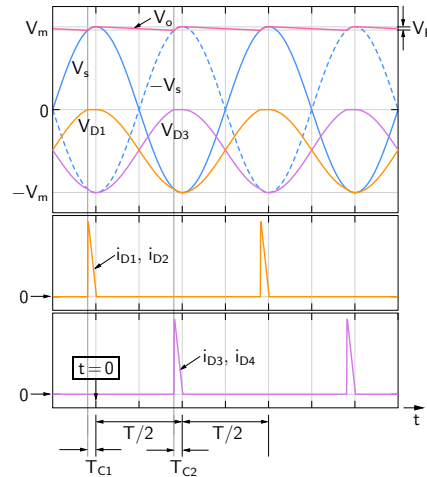 Vm
Vo
VR
Vs
−Vs
0
VD1
VD3
−Vm
iD1, iD2
0
iD3, iD4
t=0
0
t
T/2
T/2
TC1
TC2